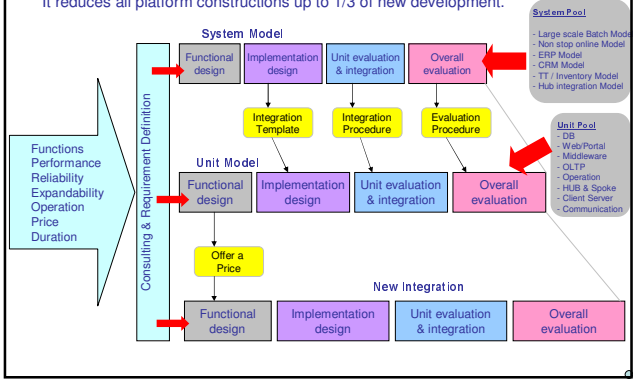 It reduces all platform constructions up to 1/3 of new development.
System Model
Functional
design
Implementation
design
Unit evaluation
& integration
Overall
evaluation
System Pool
- Large scale Batch Mode
- Non stop online Model
- ERP Model
- CRM Model
- TT / Inventory Model
- Hub integration Model
Integration
Template
Integration
Procedure
Evaluation
Procedure
Unit Pool
- DB
- Web/Portal
- Middleware
- OLTP
- Operation
- HUB & Spoke
- Client Server
- Communication
Functions
Performance
Reliability
Expandability
Operation
Price
Duration
Consulting & Requirement Definition
Unit Model
Functional
design
Implementation
design
Unit evaluation
& integration
Overall
evaluation
Offer a
Price
New Integration
Functional
design
Implementation
design
Unit evaluation
& integration
Overall
evaluation